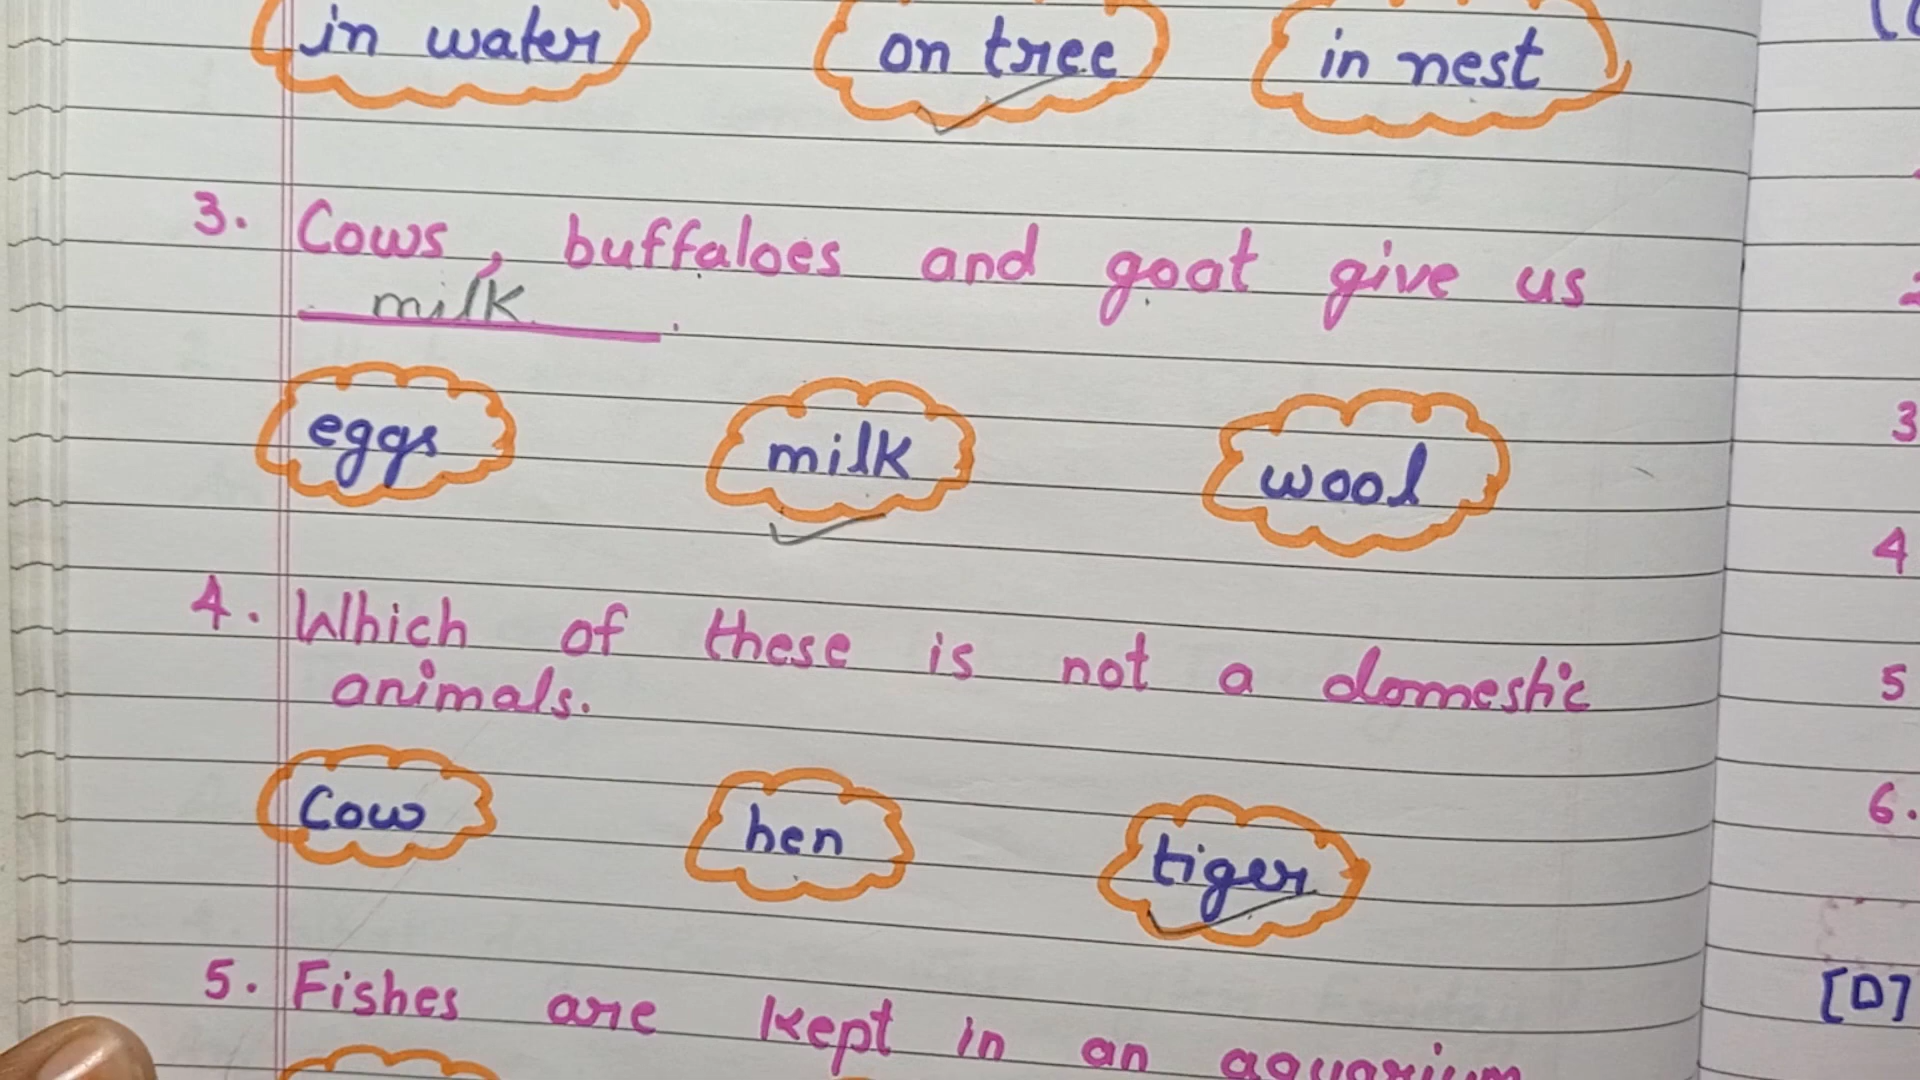 in water on tree in nest
3. Cows, buffaloes and goat give us
milk.
eggs milk wool
4. Which of these is not a domestic
animals.
Cow hen tiger
5. Fishes are kept in an aquarium
3
4
5
6.
[D]